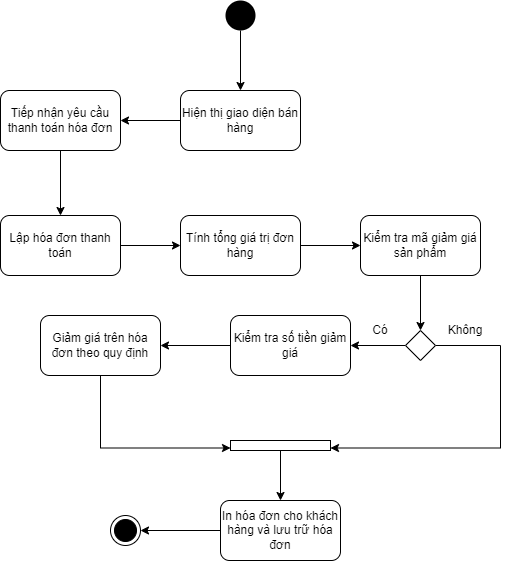 Hiện thị giao diện bán
hàng
Tiếp nhận yêu cầu
thanh toán hóa đơn
Lập hóa đơn thanh
toán
Tính tổng giá trị đơn
hàng
Kiểm tra mã giảm giá
sản phẩm
Có
Không
Kiểm tra số tiền giảm
giá
Giảm giá trên hóa
đơn theo quy định
In hóa đơn cho khách
hàng và lưu trữ hóa
đơn